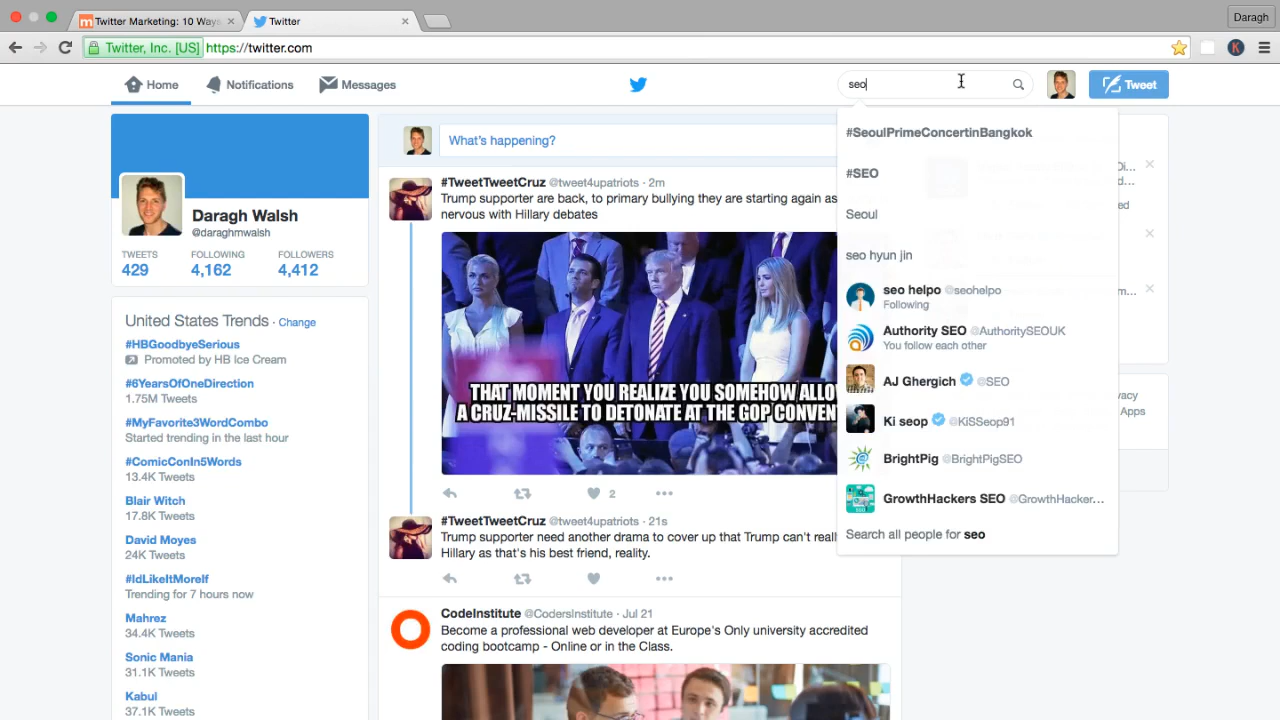 Twitter Marketing: 10 Ways
Twitter
Daragh
Twitter, Inc. [US]
https://twitter.com
K
Home
Notifications
Messages
seo
Tweet
Daragh Walsh
@daraghmwalsh
TWEETS
FOLLOWING
FOLLOWERS
429
4,162
4,412
United States Trends · Change
#HBGoodbyeSerious
Promoted by HB Ice Cream
#6YearsOfOneDirection
1.75M Tweets
#MyFavorite3WordCombo
Started trending in the last hour
#ComicConIn5Words
13.4K Tweets
Blair Witch
17.8K Tweets
David Moyes
24K Tweets
#IdLikeItMoreIf
Trending for 7 hours now
Mahrez
34.4K Tweets
Sonic Mania
31.1K Tweets
Kabul
37.1K Tweets
What's happening?
#TweetTweetCruz @tweet4upatriots · 2m
Trump supporter are back, to primary bullying they are starting again as
nervous with Hillary debates
THAT MOMENT YOU REALIZE YOU SOMEHOW ALLO
A CRUZ-MISSILE TO DETONATE AT THE GOP CONVEN
2
#TweetTweetCruz @tweet4upatriots · 21s
Trump supporter need another drama to cover up that Trump can't reall
Hillary as that's his best friend, reality.
CodeInstitute @CodersInstitute · Jul 21
Become a professional web developer at Europe's Only university accredited
coding bootcamp - Online or in the Class.
#SeoulPrimeConcertinBangkok
#SEO
Seoul
seo hyun jin
seo helpo @seohelpo
Following
Authority SEO @AuthoritySEOUK
You follow each other
AJ Ghergich @SEO
Ki seop @KiSSeop91
BrightPig @BrightPigSEO
GrowthHackers SEO @GrowthHacker...
Search all people for seo
Di...
d...
ed
m...
vacy
Apps